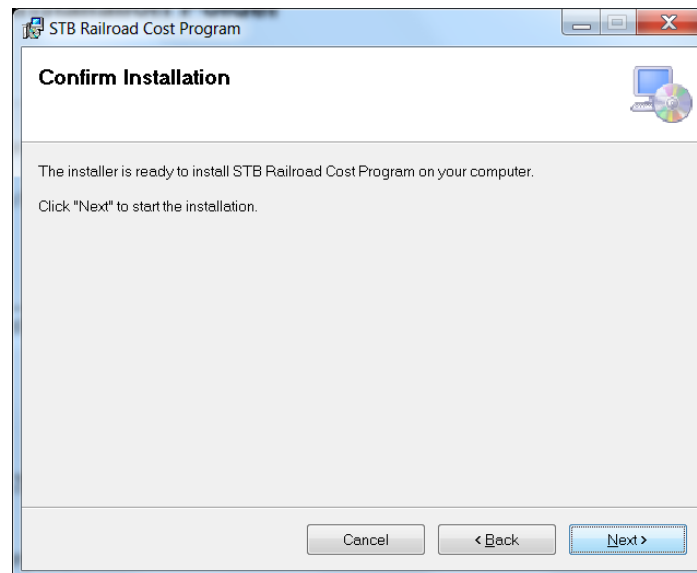 STB Railroad Cost Program
Confirm Installation
The installer is ready to install STB Railroad Cost Program on your computer.
Click "Next" to start the installation.
Cancel
< Back
Next >